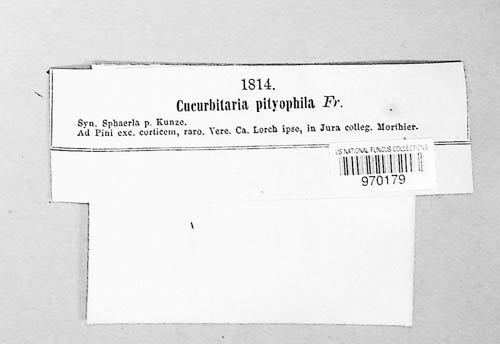 1814.
Cucurbitaria pityophila Fr.
Syn. Sphaeria p. Kunze.
Ad Pini exc. corticem, raro. Vere. Ca. Lorch ipse, in Jura colleg. Morthier.
US NATIONAL FUNGUS COLLECTIONS
970179